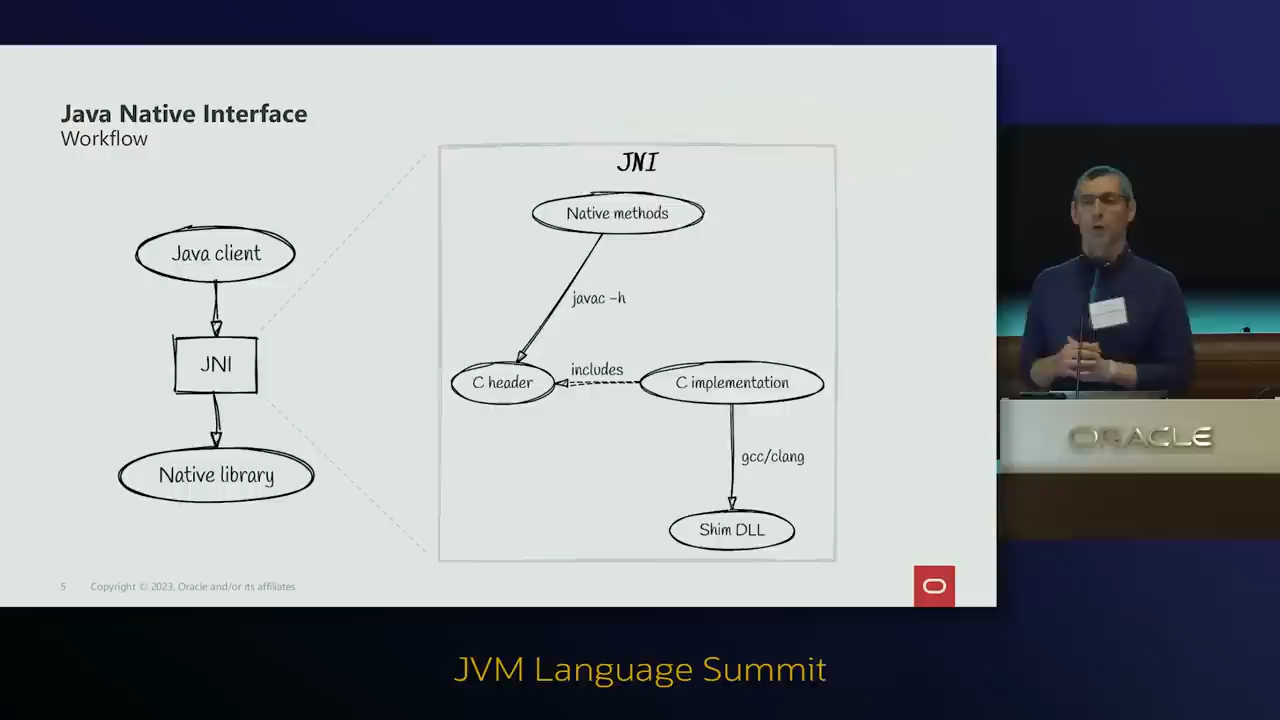 Java Native Interface
Workflow
Java client
JNI
Native library
JNI
Native methods
javac -h
C header
includes
C implementation
gcc/clang
Shim DLL
5 Copyright © 2023, Oracle and/or its affiliates
ORACLE
JVM Language Summit